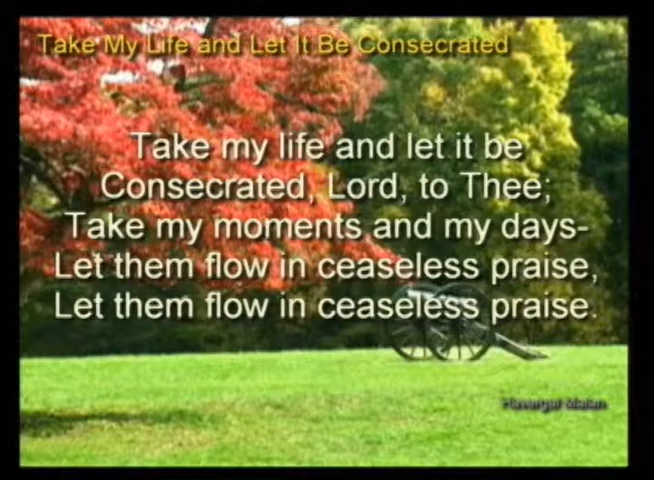 Take My Life and Let It Be Consecrated
Take my life and let it be
Consecrated, Lord, to Thee;
Take my moments and my days-
Let them flow in ceaseless praise,
Let them flow in ceaseless praise.